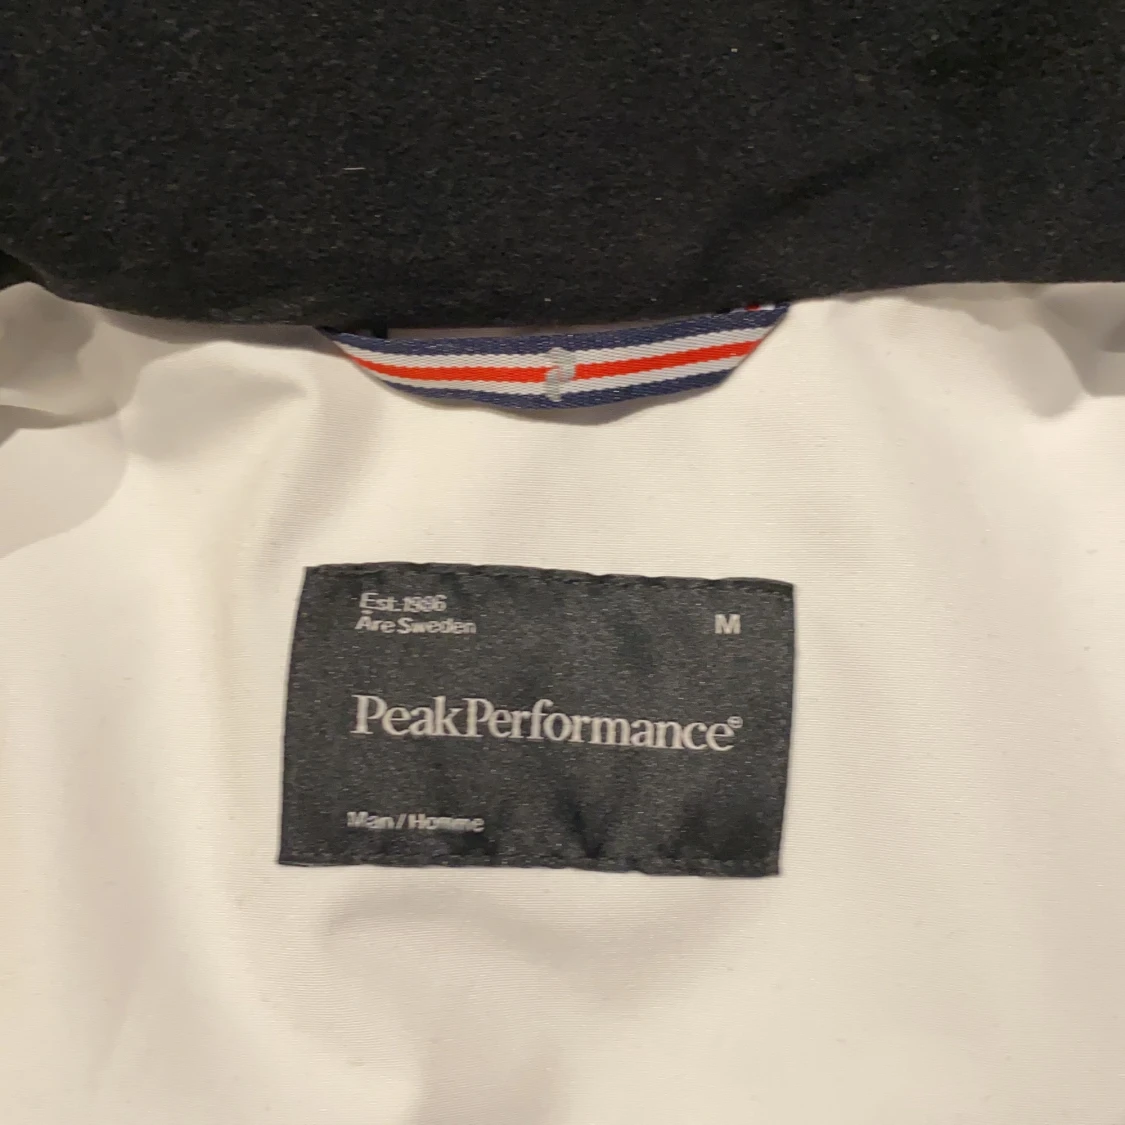 Est.1986
Åre Sweden
M
PeakPerformance®
Man/Homme